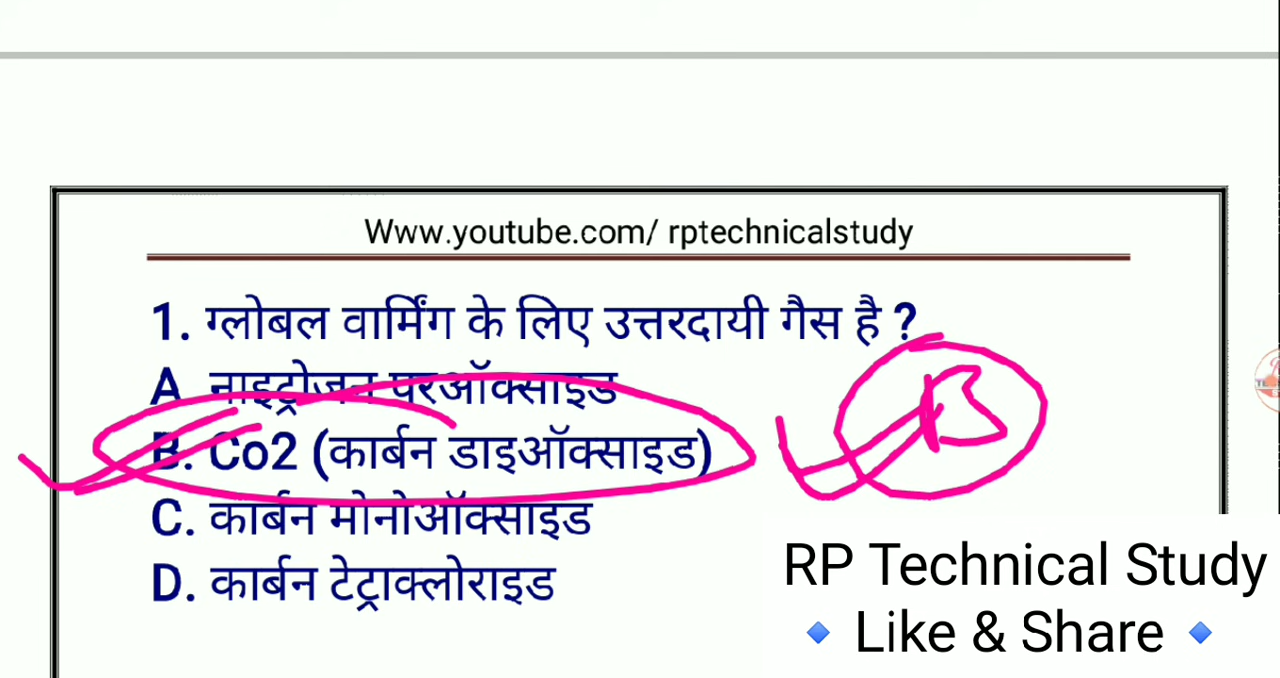 Www.youtube.com/ rptechnicalstudy
1. ग्लोबल वार्मिंग के लिए उत्तरदायी गैस है ?
A. नाइट्रोजन परऑक्साइड
B. Co2 (कार्बन डाइऑक्साइड)
B
C. कार्बन मोनोऑक्साइड
D. कार्बन टेट्राक्लोराइड
RP Technical Study
🔹 Like & Share 🔹